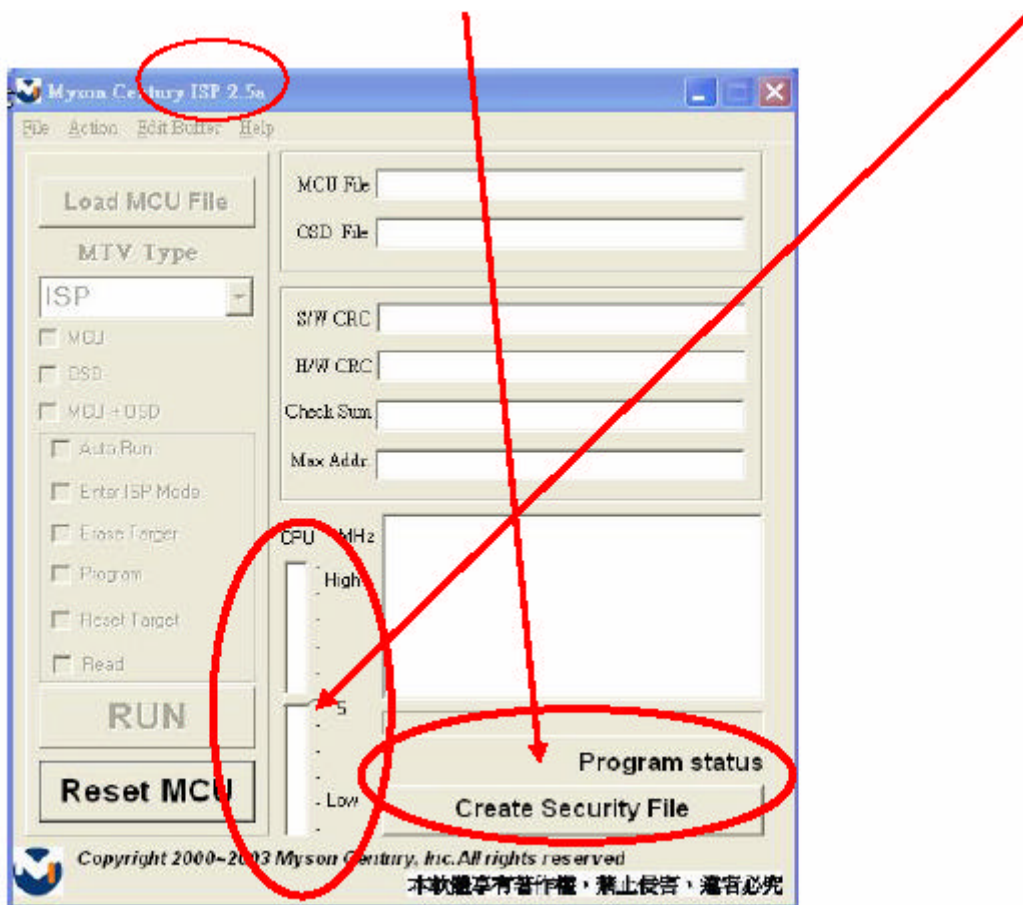 Myson Century ISP 2.5a
File Action Edit Buffer Help
Load MCU File
MTV Type
ISP
MCU
OSD
MCU + OSD
Auto Run
Enter ISP Mode
Erase Target
Program
Reset Target
Read
RUN
Reset MCU
MCU File
OSD File
S/W CRC
H/W CRC
Check Sum
Max Addr.
CPU MHz
High
5
Low
Program status
Create Security File
Copyright 2000~2003 Myson Century, Inc. All rights reserved
本軟體享有著作權，禁止侵害，違者必究